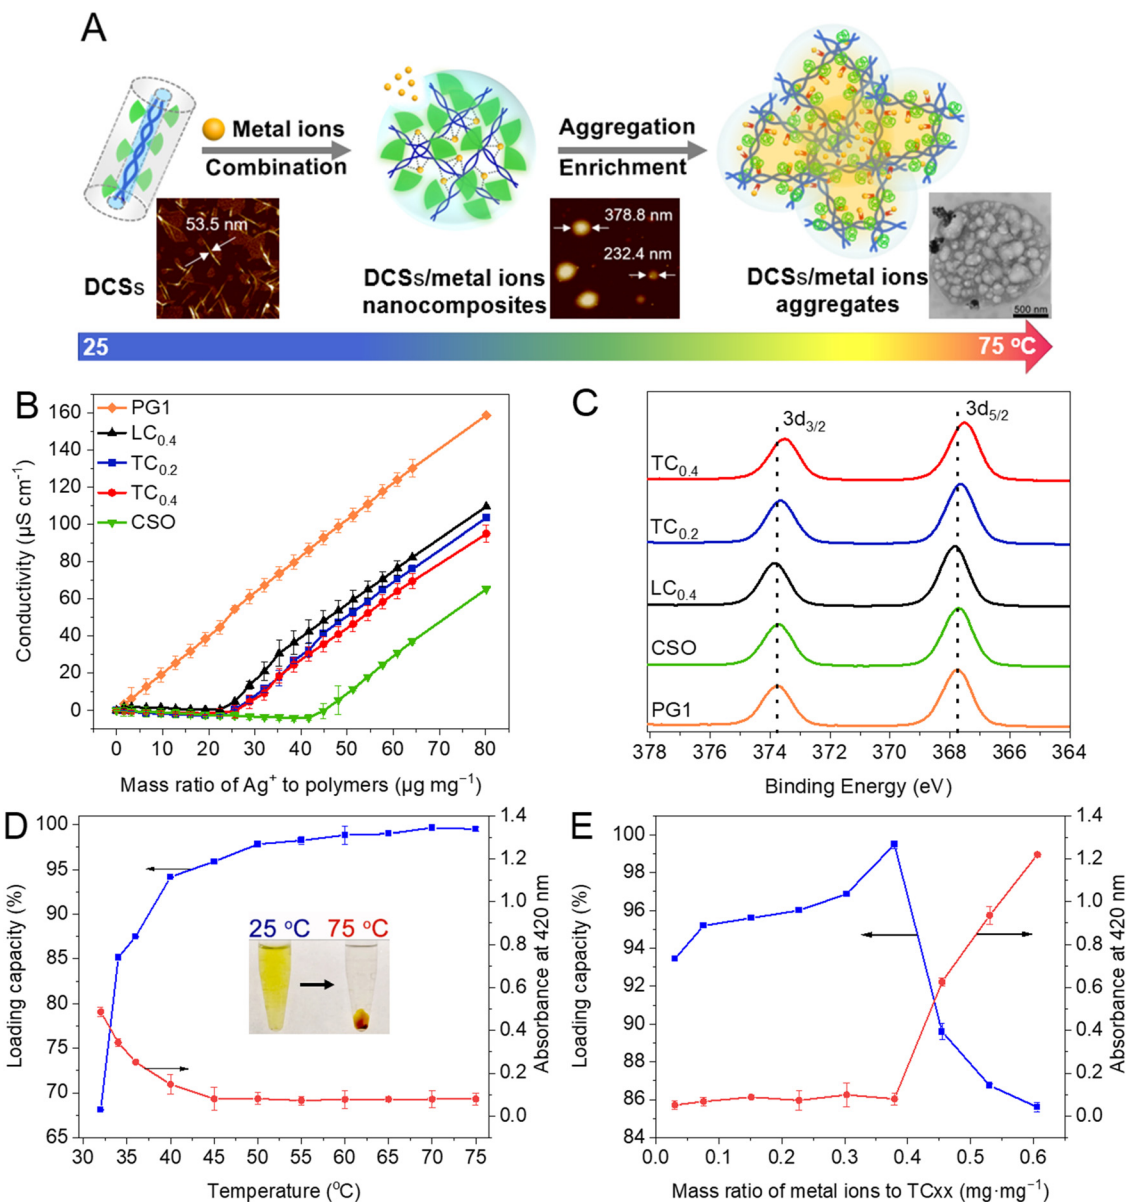 A
Metal ions
Combination
Aggregation
Enrichment
53.5 nm
378.8 nm
232.4 nm
500 nm
DCSs
DCSs/metal ions
nanocomposites
DCSs/metal ions
aggregates
25
75 ºC
B
PG1
LC0.4
TC0.2
TC0.4
CSO
160
140
120
100
80
60
40
20
0
Conductivity (µS cm⁻¹)
0 10 20 30 40 50 60 70 80
Mass ratio of Ag⁺ to polymers (µg mg⁻¹)
C
3d3/2
3d5/2
TC0.4
TC0.2
LC0.4
CSO
PG1
378 376 374 372 370 368 366 364
Binding Energy (eV)
D
100
95
90
85
80
75
70
65
Loading capacity (%)
25 ºC 75 ºC
1.4
1.2
1.0
0.8
0.6
0.4
0.2
0.0
Absorbance at 420 nm
30 35 40 45 50 55 60 65 70 75
Temperature (ºC)
E
100
98
96
94
92
90
88
86
84
Loading capacity (%)
1.4
1.2
1.0
0.8
0.6
0.4
0.2
0.0
Absorbance at 420 nm
0.0 0.1 0.2 0.3 0.4 0.5 0.6
Mass ratio of metal ions to TCxx (mg·mg⁻¹)